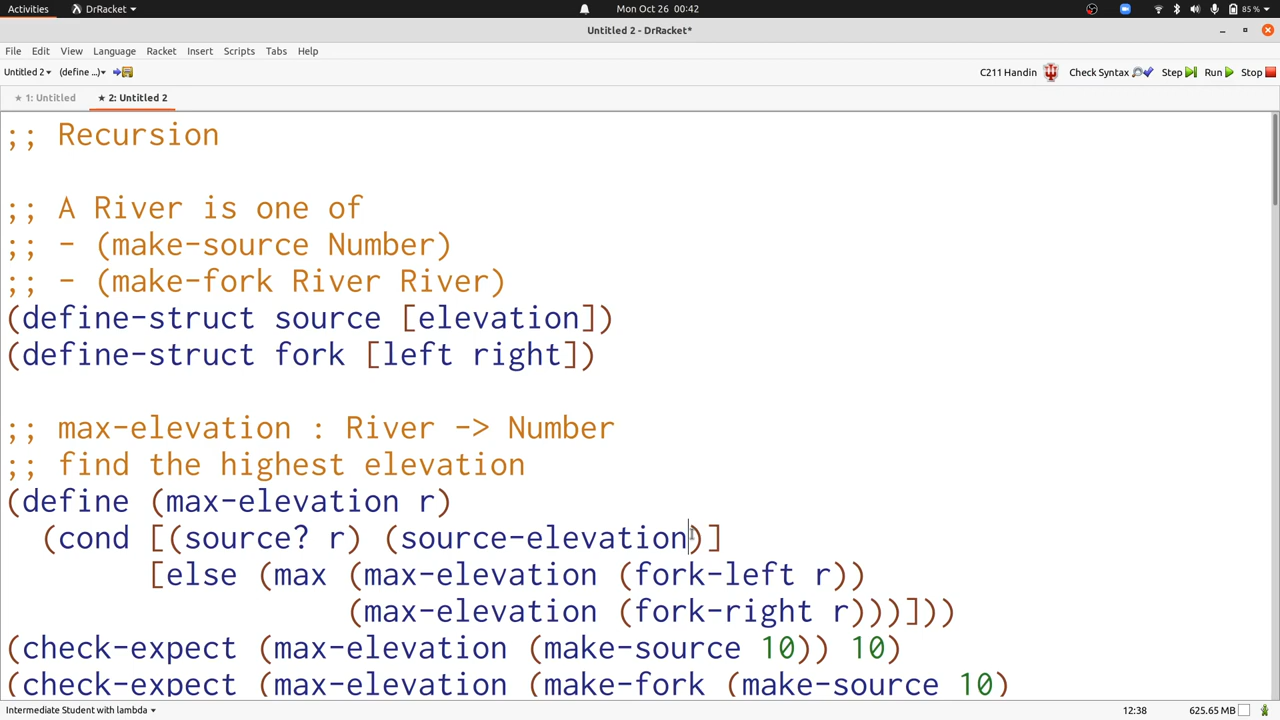 Activities DrRacket Mon Oct 26 00:42 85 %
Untitled 2 - DrRacket*
File Edit View Language Racket Insert Scripts Tabs Help
Untitled 2 (define ...) C211 Handin Check Syntax Step Run Stop
★ 1: Untitled ★ 2: Untitled 2
;; Recursion
;; A River is one of
;; - (make-source Number)
;; - (make-fork River River)
(define-struct source [elevation])
(define-struct fork [left right])
;; max-elevation : River -> Number
;; find the highest elevation
(define (max-elevation r)
(cond [(source? r) (source-elevation)]
[else (max (max-elevation (fork-left r))
(max-elevation (fork-right r)))]))
(check-expect (max-elevation (make-source 10)) 10)
(check-expect (max-elevation (make-fork (make-source 10)
Intermediate Student with lambda 12:38 625.65 MB